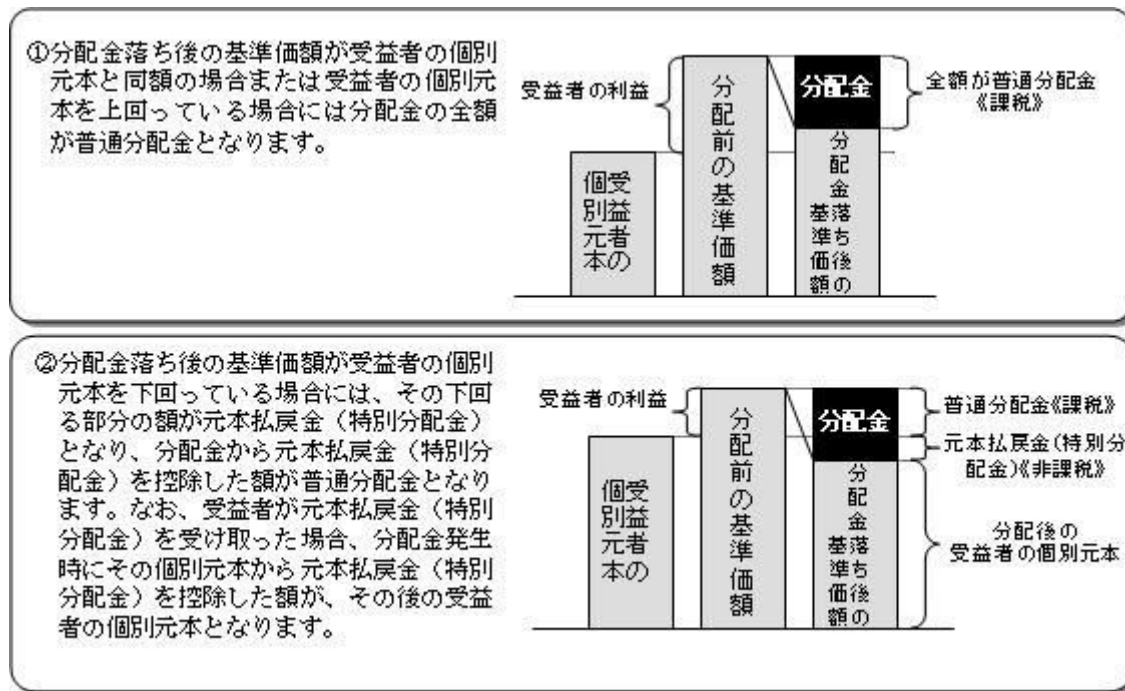 ①分配金落ち後の基準価額が受益者の個別
元本と同額の場合または受益者の個別元
本を上回っている場合には分配金の全額
が普通分配金となります。
受益者の利益
受益者の
個別元本
分配前の基準価額
分配金
分配金落ち後の
基準価額
全額が普通分配金
《課税》
②分配金落ち後の基準価額が受益者の個別
元本を下回っている場合には、その下回
る部分の額が元本払戻金（特別分配金）
となり、分配金から元本払戻金（特別分
配金）を控除した額が普通分配金となり
ます。なお、受益者が元本払戻金（特別
分配金）を受け取った場合、分配金発生
時にその個別元本から元本払戻金（特別
分配金）を控除した額が、その後の受益
者の個別元本となります。
受益者の利益
受益者の
個別元本
分配前の基準価額
分配金
分配金落ち後の
基準価額
普通分配金《課税》
元本払戻金（特別分
配金）《非課税》
分配後の
受益者の個別元本